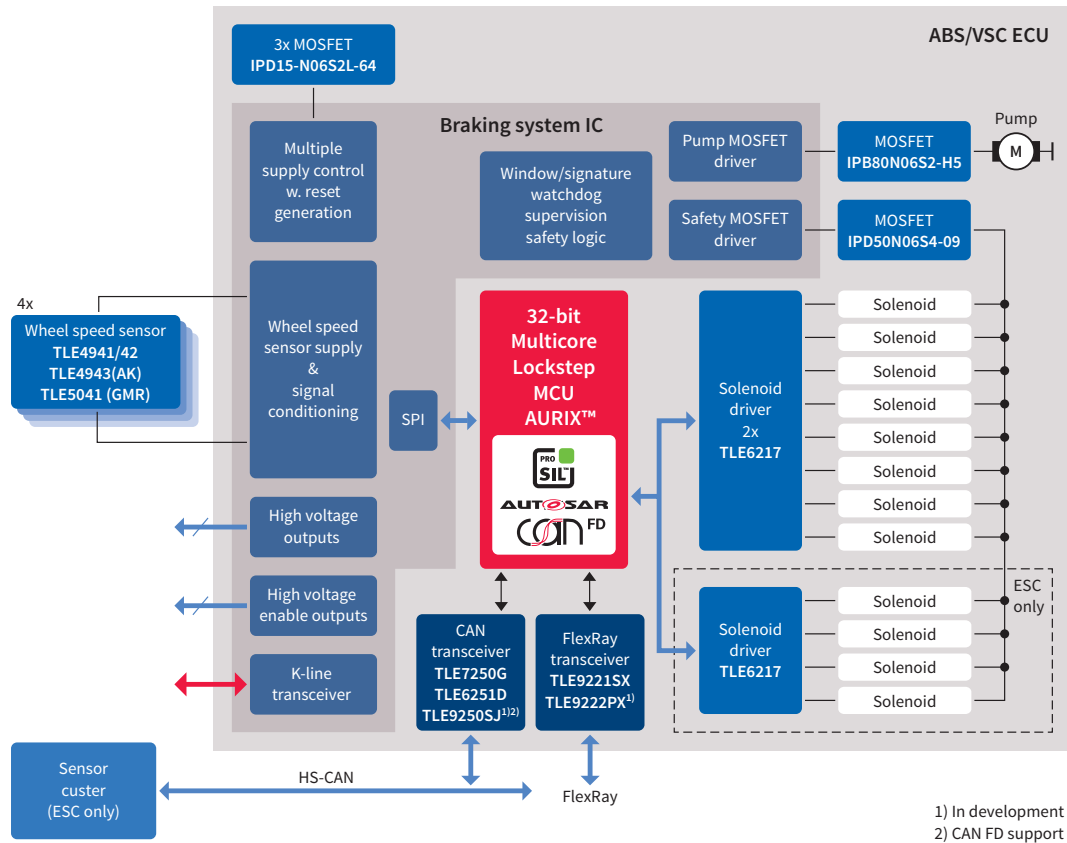 ABS/VSC ECU
3x MOSFET
IPD15-N06S2L-64
Braking system IC
Multiple
supply control
w. reset
generation
Window/signature
watchdog
supervision
safety logic
Pump MOSFET
driver
MOSFET
IPB80N06S2-H5
Pump
M
Safety MOSFET
driver
MOSFET
IPD50N06S4-09
4x
Wheel speed sensor
TLE4941/42
TLE4943(AK)
TLE5041 (GMR)
Wheel speed
sensor supply
&
signal
conditioning
SPI
32-bit
Multicore
Lockstep
MCU
AURIX™
PRO
SIL™
AUTOSAR
CAN FD
Solenoid
driver
2x
TLE6217
Solenoid
Solenoid
Solenoid
Solenoid
Solenoid
Solenoid
Solenoid
Solenoid
High voltage
outputs
High voltage
enable outputs
K-line
transceiver
CAN
transceiver
TLE7250G
TLE6251D
TLE9250SJ1)2)
FlexRay
transceiver
TLE9221SX
TLE9222PX1)
Solenoid
driver
TLE6217
Solenoid
Solenoid
Solenoid
Solenoid
ESC
only
Sensor
custer
(ESC only)
HS-CAN
FlexRay
1) In development
2) CAN FD support